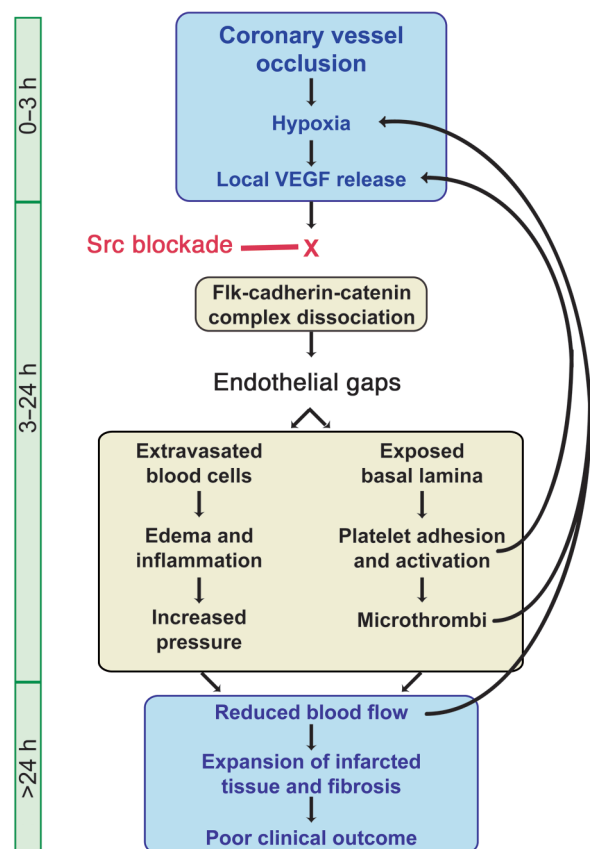 0–3 h
Coronary vessel
occlusion
Hypoxia
Local VEGF release
3–24 h
Src blockade
X
Flk-cadherin-catenin
complex dissociation
Endothelial gaps
Extravasated
blood cells
Edema and
inflammation
Increased
pressure
Exposed
basal lamina
Platelet adhesion
and activation
Microthrombi
>24 h
Reduced blood flow
Expansion of infarcted
tissue and fibrosis
Poor clinical outcome